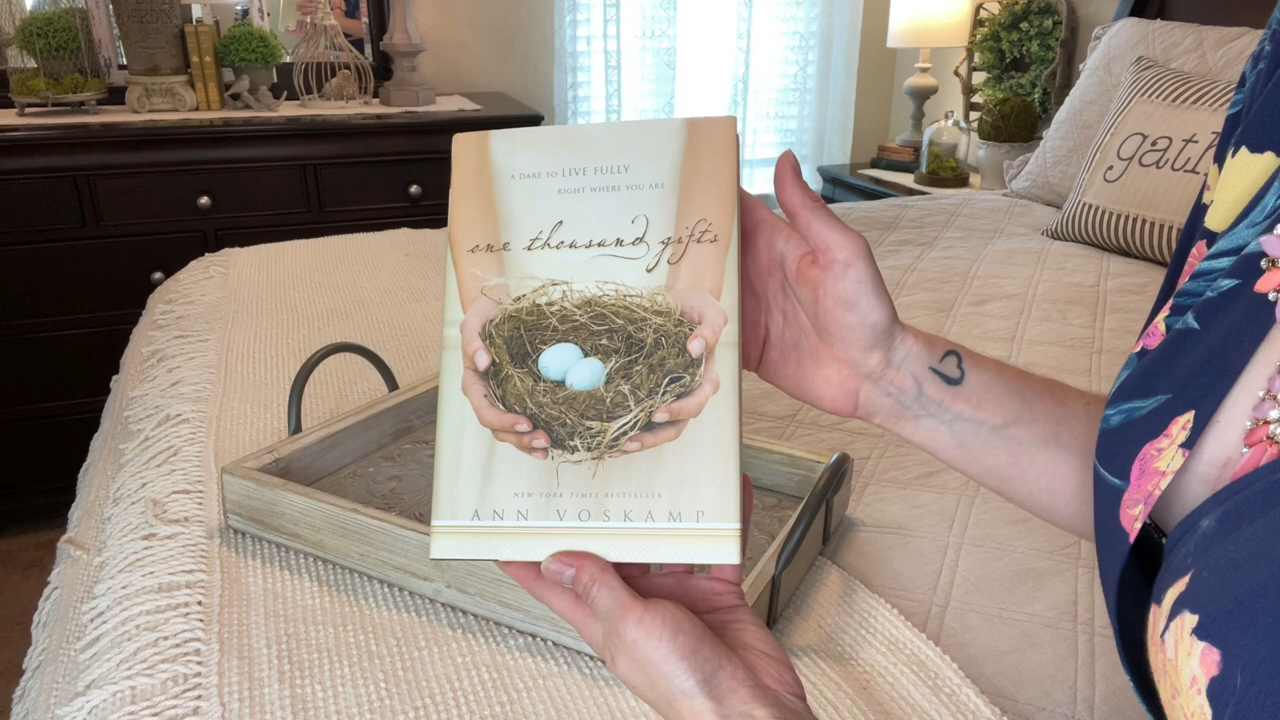 A DARE TO LIVE FULLY
RIGHT WHERE YOU ARE
one thousand gifts
NEW YORK TIMES BESTSELLER
ANN VOSKAMP
gath